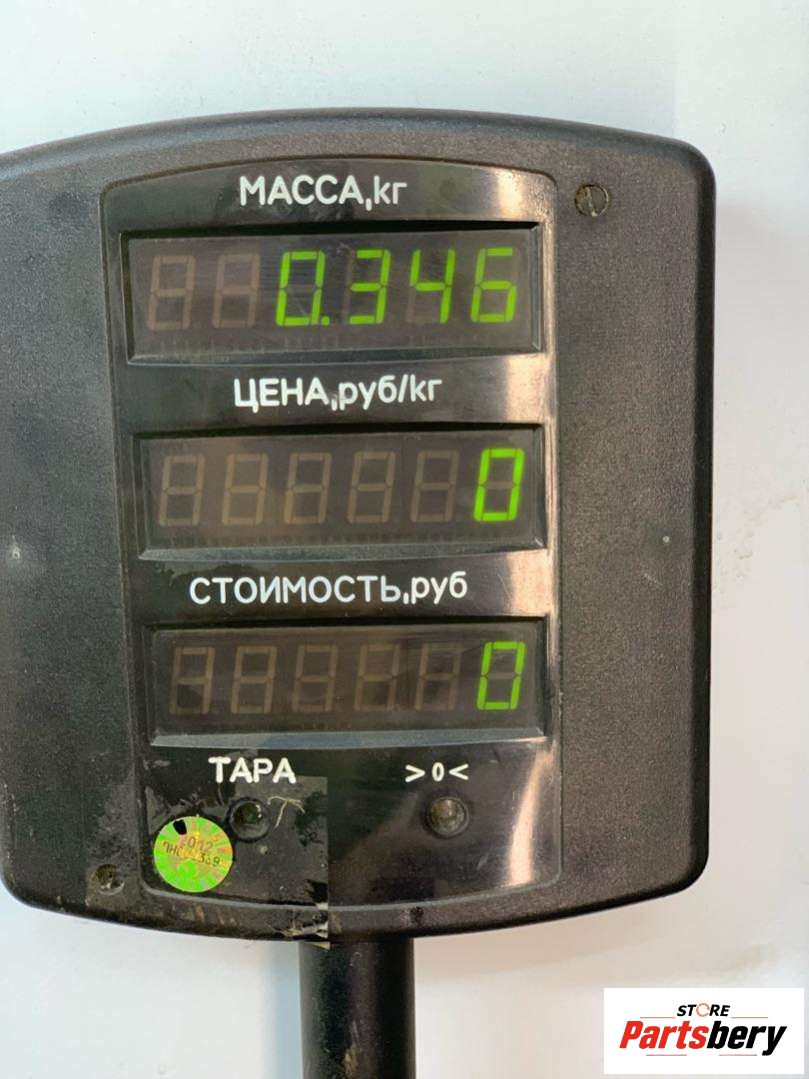 МАССА,кг
0.346
ЦЕНА,руб/кг
0
СТОИМОСТЬ,руб
0
ТАРА >0<
STORE
Partsbery